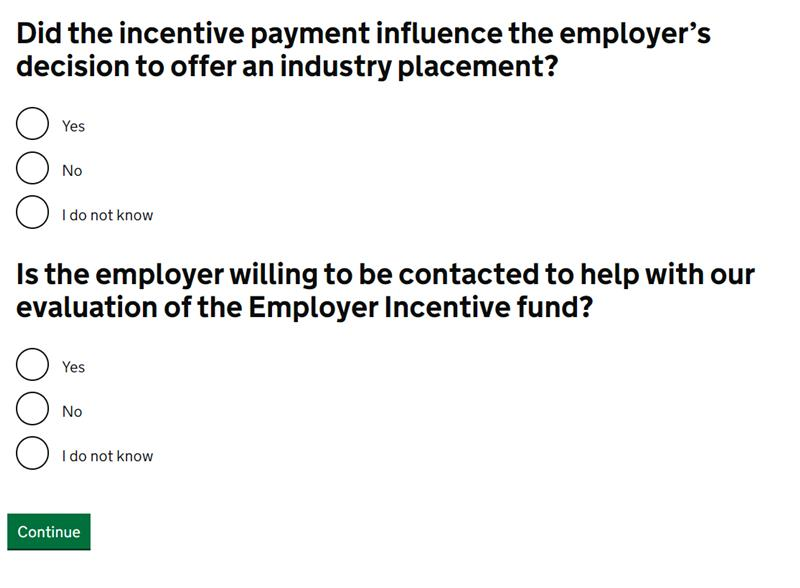 Did the incentive payment influence the employer’s
decision to offer an industry placement?
Yes
No
I do not know
Is the employer willing to be contacted to help with our
evaluation of the Employer Incentive fund?
Yes
No
I do not know
Continue